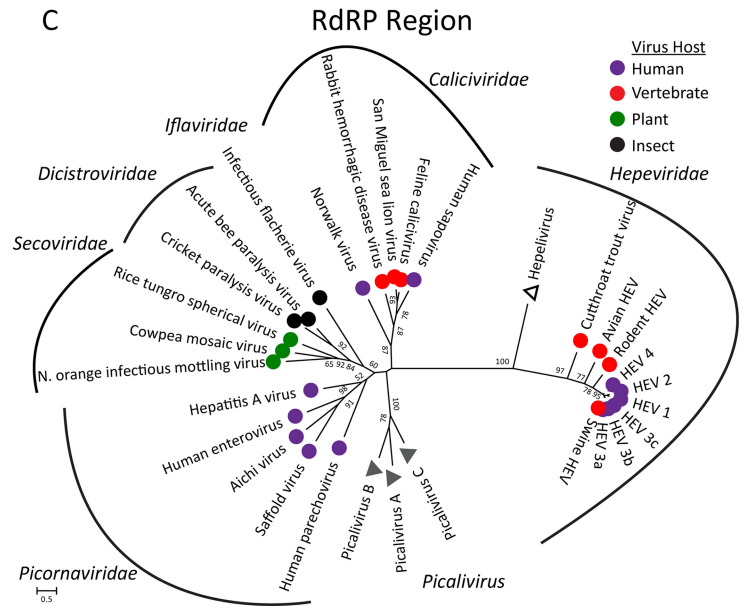 C
RdRP Region
Virus Host
Human
Vertebrate
Plant
Insect
Caliciviridae
Iflaviridae
Dicistroviridae
Secoviridae
Hepeviridae
Picornaviridae
Picalivirus
Rabbit hemorrhagic disease virus
San Miguel sea lion virus
Feline calicivirus
Human sapovirus
Norwalk virus
Infectious flacherie virus
Acute bee paralysis virus
Cricket paralysis virus
Rice tungro spherical virus
Cowpea mosaic virus
N. orange infectious mottling virus
Hepatitis A virus
Human enterovirus
Aichi virus
Saffold virus
Human parechovirus
Picalivirus B
Picalivirus A
Picalivirus C
Hepelivirus
Cutthroat trout virus
Avian HEV
Rodent HEV
HEV 4
HEV 2
HEV 1
HEV 3c
HEV 3b
HEV 3a
Swine HEV
93
78
87
87
92
60
65 92 84
52
98
91
100
78
100
97
77
78 95
0.5